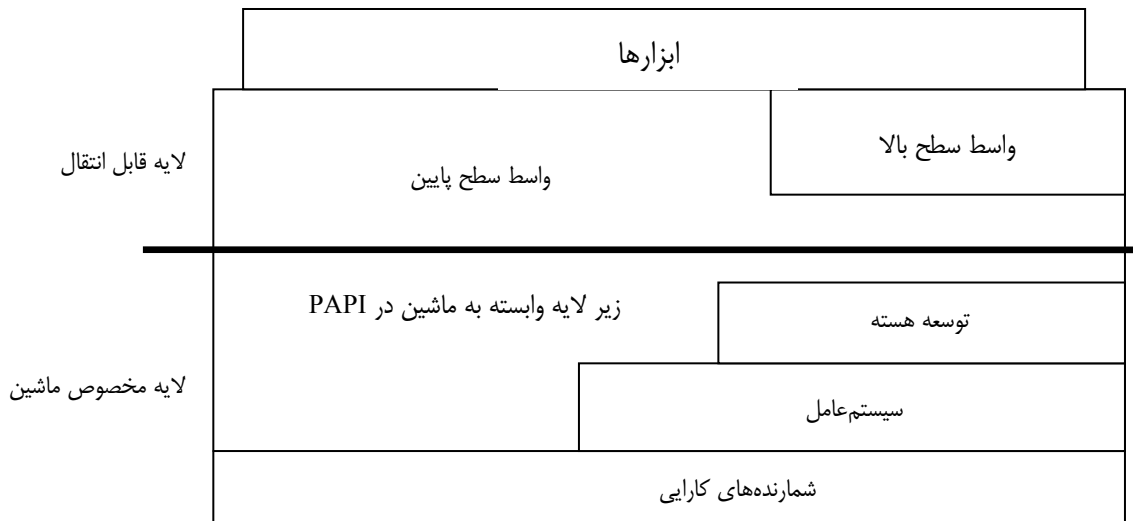 ابزارها
واسط سطح بالا
واسط سطح پایین
لایه قابل انتقال
زیر لایه وابسته به ماشین در PAPI
توسعه هسته
لایه مخصوص ماشین
سیستم‌عامل
شمارنده‌های کارایی